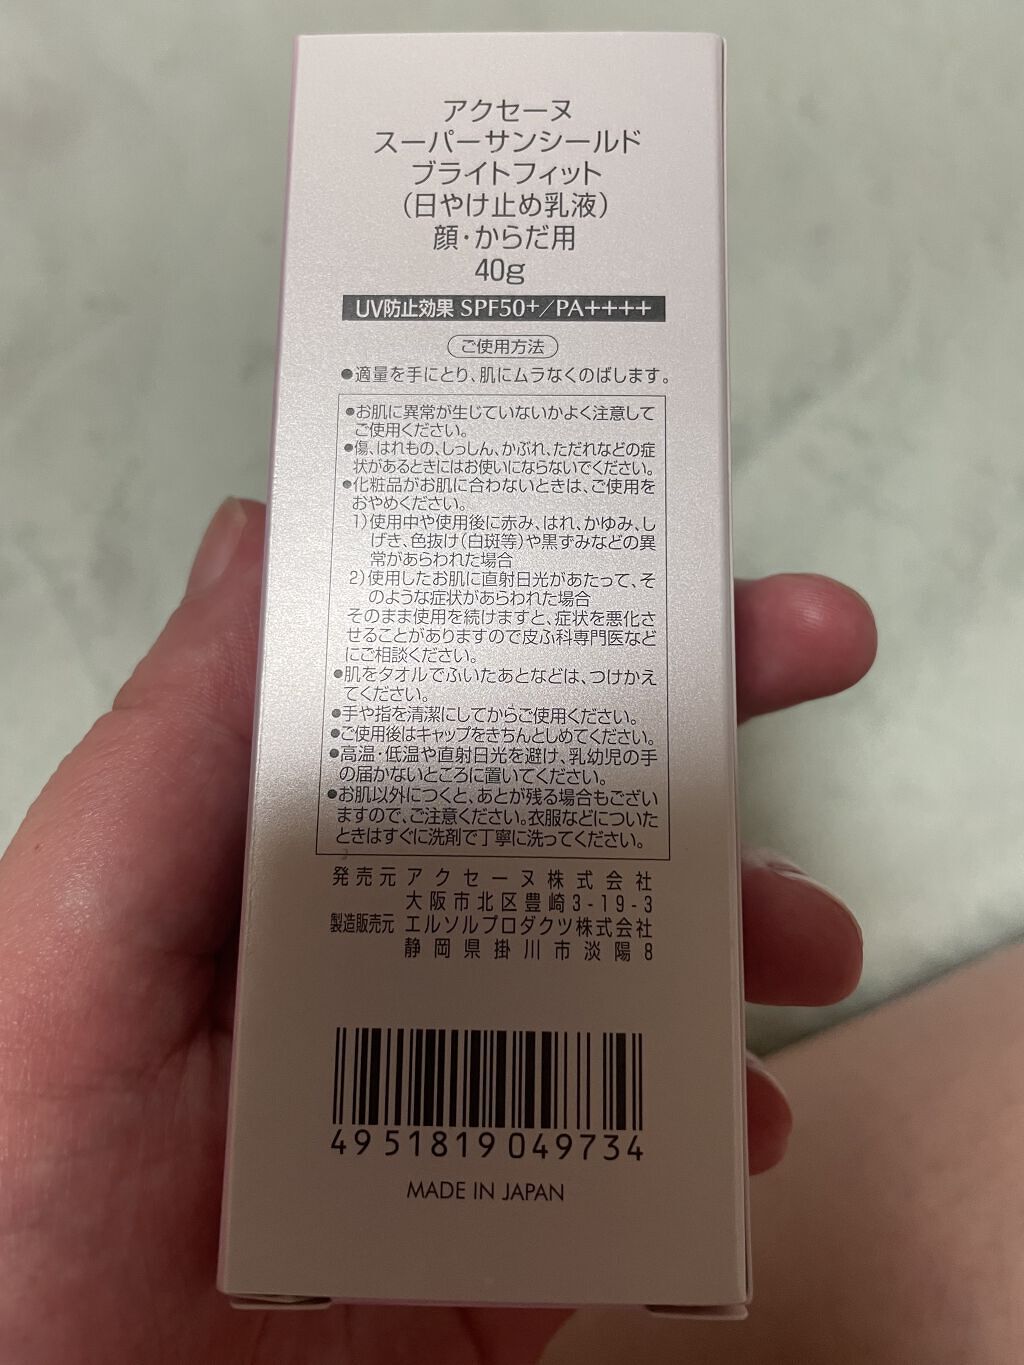 アクセーヌ
スーパーサンシールド
ブライトフィット
（日やけ止め乳液）
顔・からだ用
40g
UV防止効果 SPF50+/PA++++
ご使用方法
●適量を手にとり、肌にムラなくのばします。
●お肌に異常が生じていないかよく注意して
ご使用ください。
●傷、はれもの、しっしん、かぶれ、ただれなどの症
状があるときにはお使いにならないでください。
●化粧品がお肌に合わないときは、ご使用を
おやめください。
1）使用中や使用後に赤み、はれ、かゆみ、し
げき、色抜け（白斑等）や黒ずみなどの異
常があらわれた場合
2）使用したお肌に直射日光があたって、そ
のような症状があらわれた場合
そのまま使用を続けますと、症状を悪化さ
せることがありますので皮ふ科専門医など
にご相談ください。
●肌をタオルでふいたあとなどは、つけかえ
てください。
●手や指を清潔にしてからご使用ください。
●ご使用後はキャップをきちんとしめてください。
●高温・低温や直射日光を避け、乳幼児の手
の届かないところに置いてください。
●お肌以外につくと、あとが残る場合もござい
ますので、ご注意ください。衣服などについた
ときはすぐに洗剤で丁寧に洗ってください。
発売元 アクセーヌ株式会社
大阪市北区豊崎3-19-3
製造販売元 エルソルプロダクツ株式会社
静岡県掛川市淡陽8
4951819049734
MADE IN JAPAN